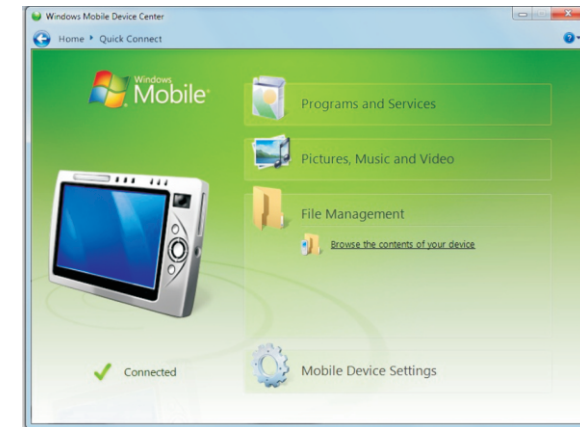 Windows Mobile Device Center
Home Quick Connect
Windows
Mobile
Programs and Services
Pictures, Music and Video
File Management
Browse the contents of your device
Connected
Mobile Device Settings